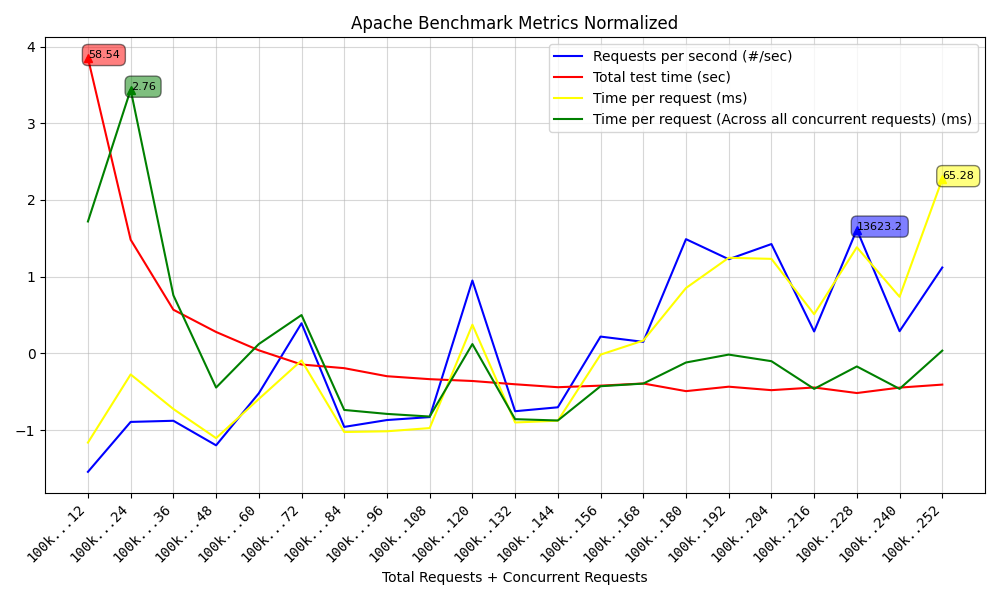 Apache Benchmark Metrics Normalized
4
3
2
1
0
−1
58.54
2.76
65.28
13623.2
Requests per second (#/sec)
Total test time (sec)
Time per request (ms)
Time per request (Across all concurrent requests) (ms)
100k...12
100k...24
100k...36
100k...48
100k...60
100k...72
100k...84
100k...96
100k..108
100k..120
100k..132
100k..144
100k..156
100k..168
100k..180
100k..192
100k..204
100k..216
100k..228
100k..240
100k..252
Total Requests + Concurrent Requests